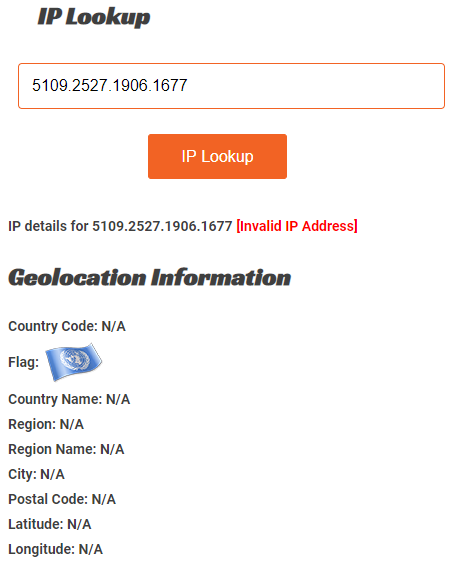 IP Lookup
5109.2527.1906.1677
IP Lookup
IP details for 5109.2527.1906.1677 [Invalid IP Address]
Geolocation Information
Country Code: N/A
Flag:
Country Name: N/A
Region: N/A
Region Name: N/A
City: N/A
Postal Code: N/A
Latitude: N/A
Longitude: N/A